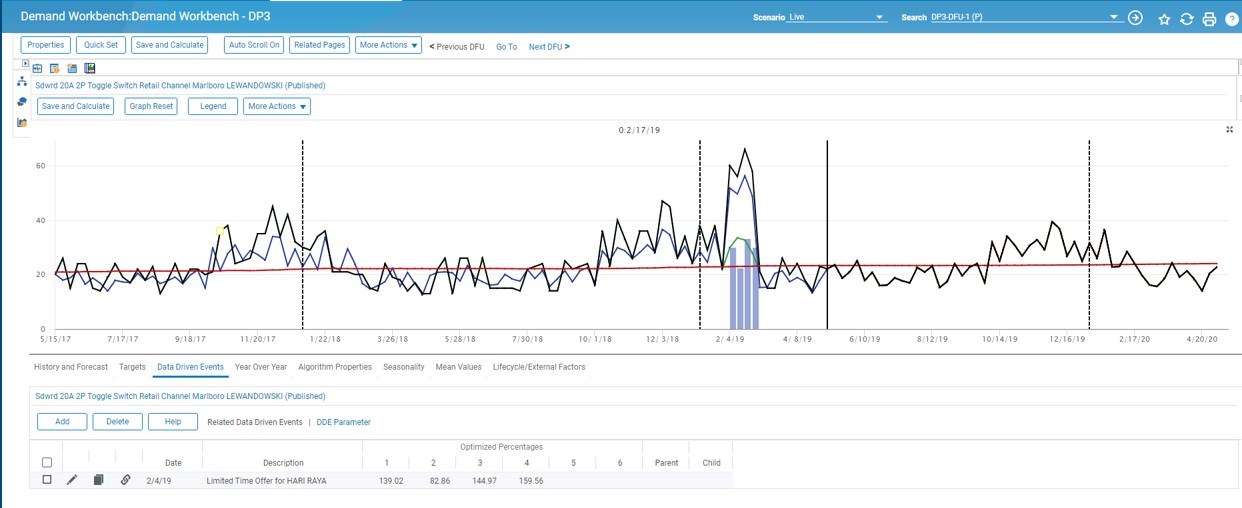 Demand Workbench:Demand Workbench - DP3
Scenario Live
Search DP3-DFU-1 (P)
Properties Quick Set Save and Calculate Auto Scroll On Related Pages More Actions < Previous DFU Go To Next DFU >
Sdwrd 20A 2P Toggle Switch Retail Channel Marlboro LEWANDOWSKI (Published)
Save and Calculate Graph Reset Legend More Actions
0:2/17/19
60
40
20
0
5/15/17 7/17/17 9/18/17 11/20/17 1/22/18 3/26/18 5/28/18 7/30/18 10/ 1/18 12/ 3/18 2/ 4/19 4/ 8/19 6/10/19 8/12/19 10/14/19 12/16/19 2/17/20 4/20/20
History and Forecast Targets Data Driven Events Year Over Year Algorithm Properties Seasonality Mean Values Lifecycle/External Factors
Sdwrd 20A 2P Toggle Switch Retail Channel Marlboro LEWANDOWSKI (Published)
Add Delete Help Related Data Driven Events | DDE Parameter
Optimized Percentages
Date Description 1 2 3 4 5 6 Parent Child
2/4/19 Limited Time Offer for HARI RAYA 139.02 82.86 144.97 159.56